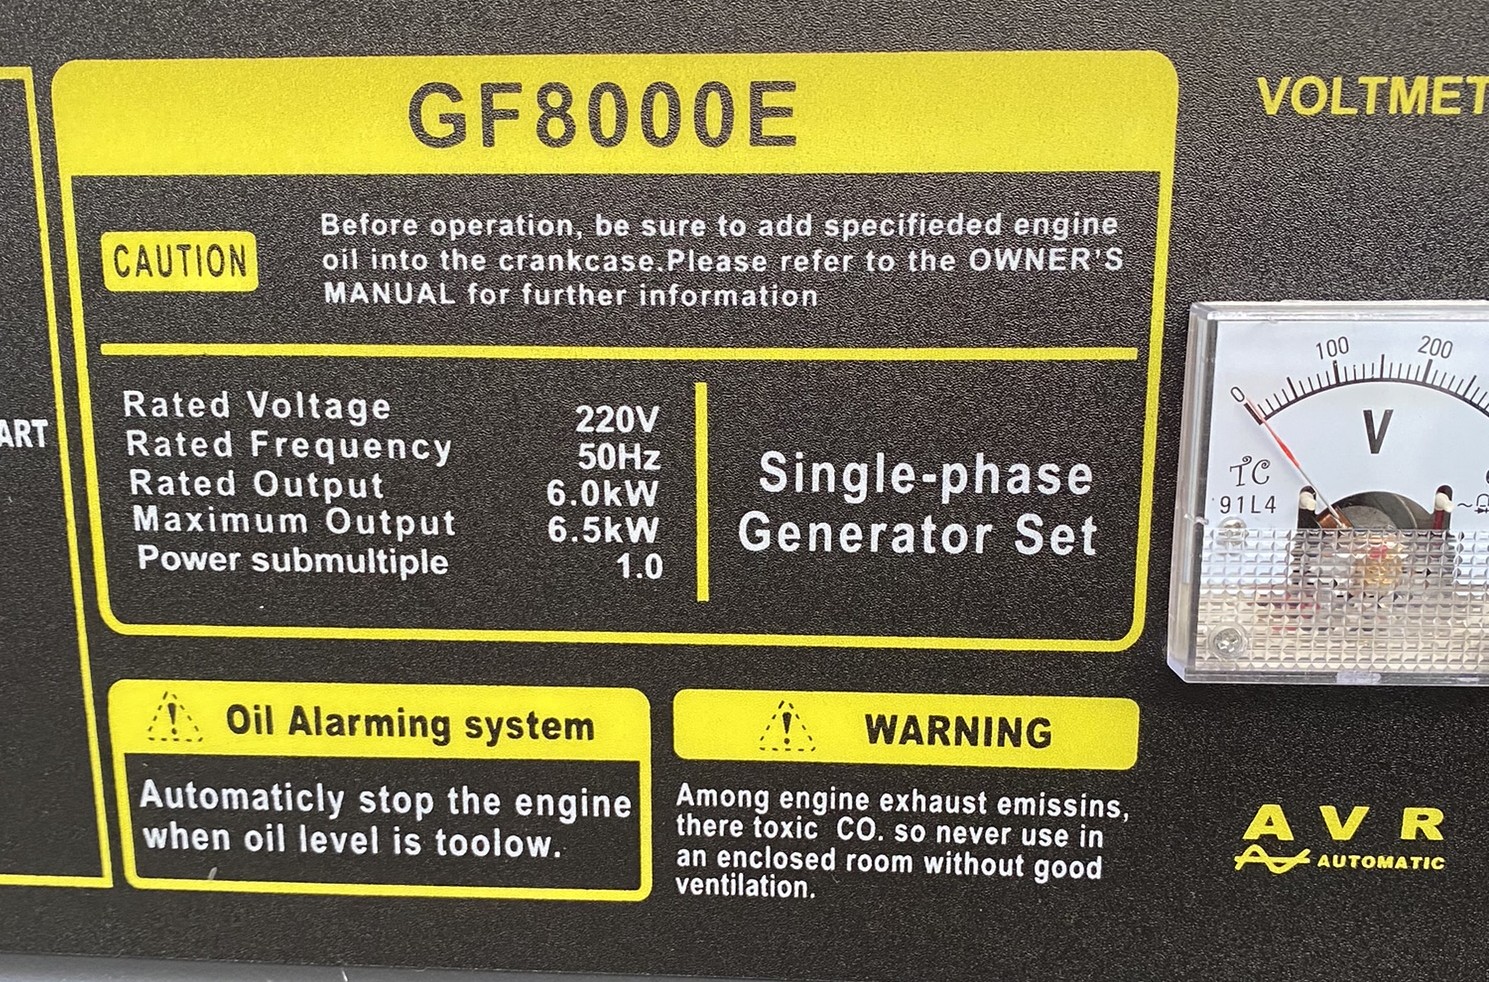 GF8000E
CAUTION
Before operation, be sure to add specifieded engine
oil into the crankcase.Please refer to the OWNER'S
MANUAL for further information
Rated Voltage 220V
Rated Frequency 50Hz
Rated Output 6.0kW
Maximum Output 6.5kW
Power submultiple 1.0
Single-phase
Generator Set
Oil Alarming system
Automaticly stop the engine
when oil level is toolow.
WARNING
Among engine exhaust emissins,
there toxic CO. so never use in
an enclosed room without good
ventilation.
ART
VOLTMET
0 100 200
V
TC
91L4
~
AVR
AUTOMATIC